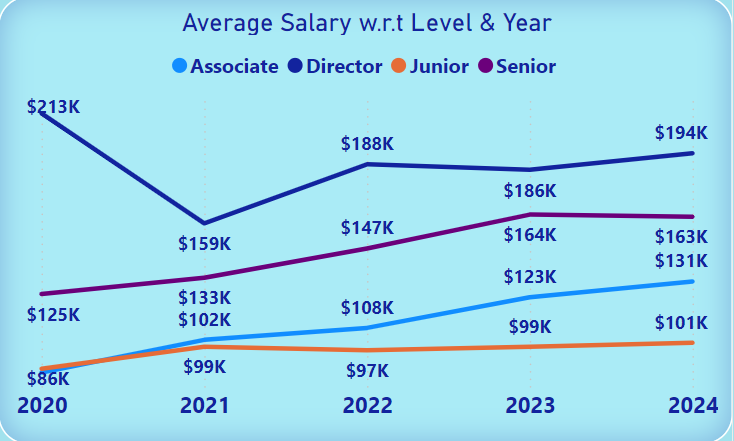 Average Salary w.r.t Level & Year
Associate Director Junior Senior
$213K
$194K
$188K
$186K
$159K
$147K
$164K
$163K
$125K
$133K
$131K
$123K
$102K
$108K
$99K
$101K
$86K
$99K
$97K
2020 2021 2022 2023 2024